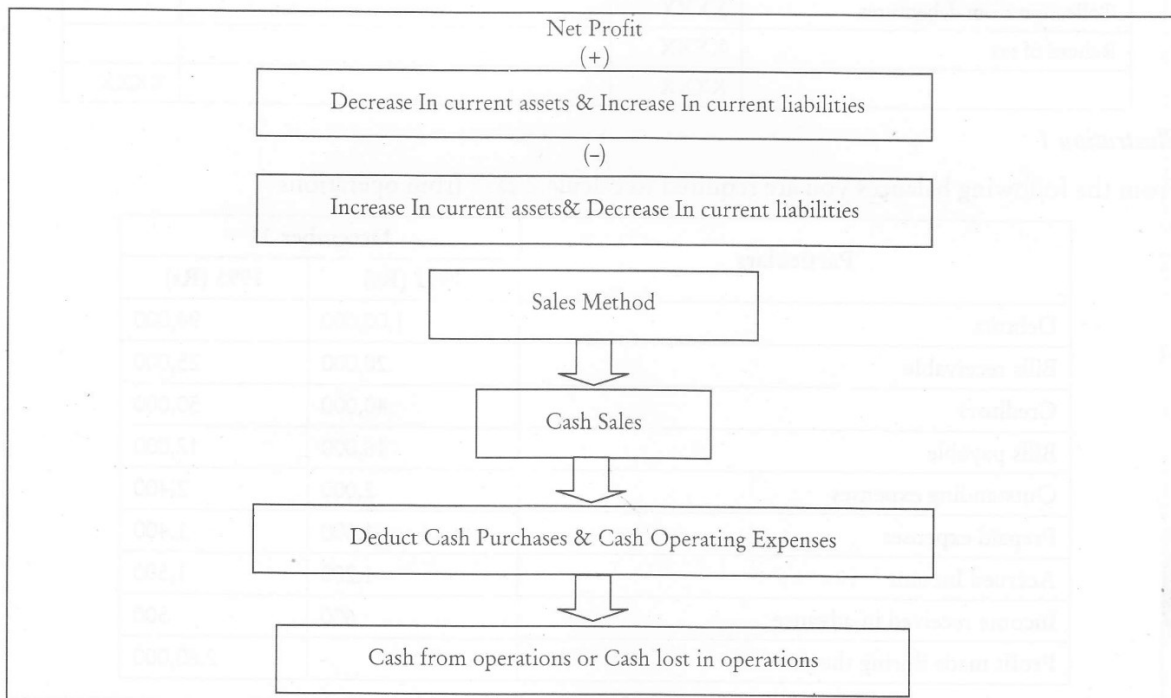 Net Profit
(+)
Decrease In current assets & Increase In current liabilities
(–)
Increase In current assets& Decrease In current liabilities
Sales Method
Cash Sales
Deduct Cash Purchases & Cash Operating Expenses
Cash from operations or Cash lost in operations